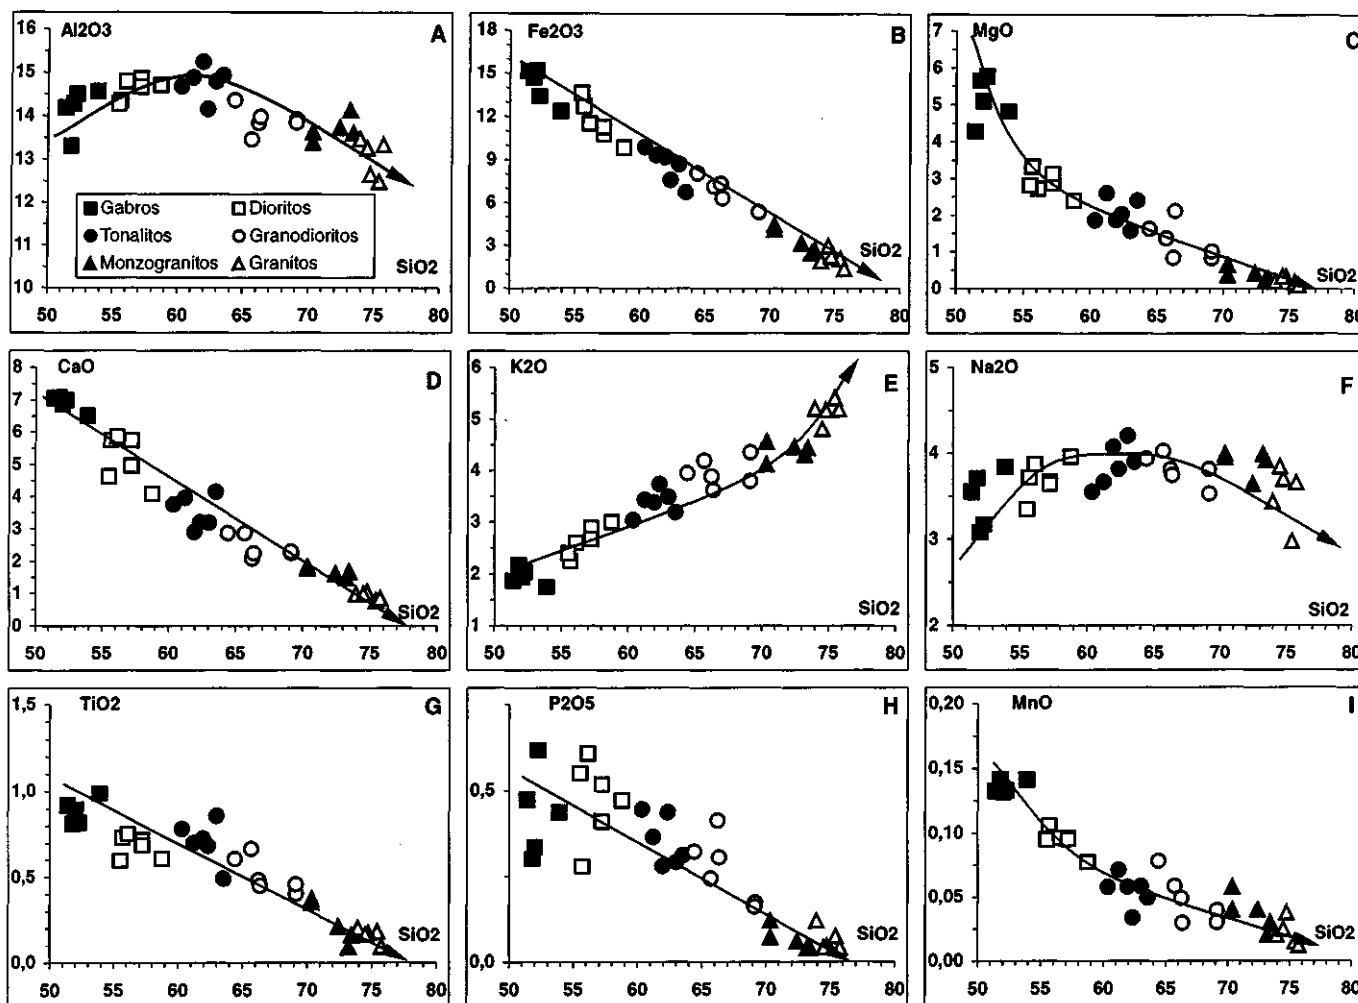 Al2O3
A
16
15
14
13
12
11
10
Gabros
Dioritos
Tonalitos
Granodioritos
Monzogranitos
Granitos
SiO2
50 55 60 65 70 75 80
Fe2O3
B
18
15
12
9
6
3
0
SiO2
50 55 60 65 70 75 80
MgO
C
7
6
5
4
3
2
1
0
SiO2
50 55 60 65 70 75 80
CaO
D
8
7
6
5
4
3
2
1
0
SiO2
50 55 60 65 70 75 80
K2O
E
6
5
4
3
2
1
SiO2
50 55 60 65 70 75 80
Na2O
F
5
4
3
2
SiO2
50 55 60 65 70 75 80
TiO2
G
1,5
1,0
0,5
0,0
SiO2
50 55 60 65 70 75 80
P2O5
H
0,5
0,0
SiO2
50 55 60 65 70 75 80
MnO
I
0,20
0,15
0,10
0,05
0,00
SiO2
50 55 60 65 70 75 80